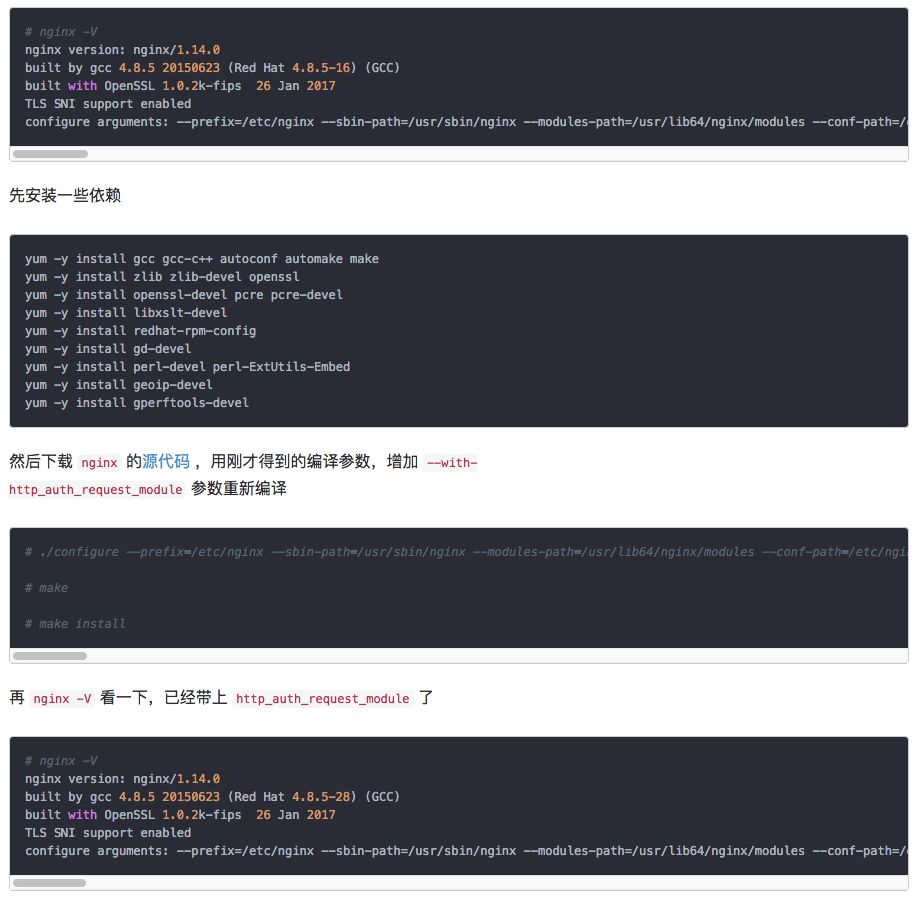 # nginx -V
nginx version: nginx/1.14.0
built by gcc 4.8.5 20150623 (Red Hat 4.8.5-16) (GCC)
built with OpenSSL 1.0.2k-fips  26 Jan 2017
TLS SNI support enabled
configure arguments: --prefix=/etc/nginx --sbin-path=/usr/sbin/nginx --modules-path=/usr/lib64/nginx/modules --conf-path=/
先安装一些依赖
yum -y install gcc gcc-c++ autoconf automake make
yum -y install zlib zlib-devel openssl
yum -y install openssl-devel pcre pcre-devel
yum -y install libxslt-devel
yum -y install redhat-rpm-config
yum -y install gd-devel
yum -y install perl-devel perl-ExtUtils-Embed
yum -y install geoip-devel
yum -y install gperftools-devel
然后下载 nginx 的源代码 ，用刚才得到的编译参数，增加 --with-
http_auth_request_module 参数重新编译
# ./configure --prefix=/etc/nginx --sbin-path=/usr/sbin/nginx --modules-path=/usr/lib64/nginx/modules --conf-path=/etc/ngi
# make
# make install
再 nginx -V 看一下，已经带上 http_auth_request_module 了
# nginx -V
nginx version: nginx/1.14.0
built by gcc 4.8.5 20150623 (Red Hat 4.8.5-28) (GCC)
built with OpenSSL 1.0.2k-fips  26 Jan 2017
TLS SNI support enabled
configure arguments: --prefix=/etc/nginx --sbin-path=/usr/sbin/nginx --modules-path=/usr/lib64/nginx/modules --conf-path=/